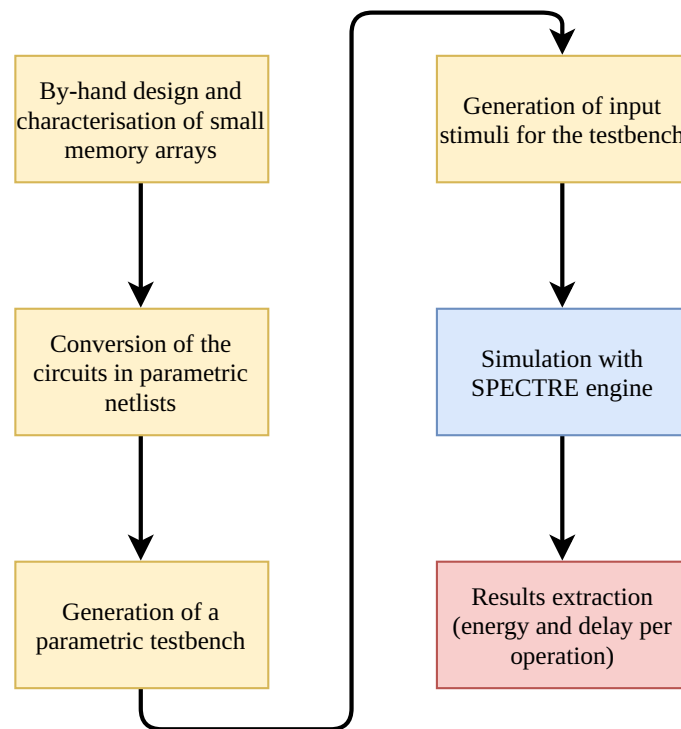 By-hand design and
characterisation of small
memory arrays
Conversion of the
circuits in parametric
netlists
Generation of a
parametric testbench
Generation of input
stimuli for the testbench
Simulation with
SPECTRE engine
Results extraction
(energy and delay per
operation)